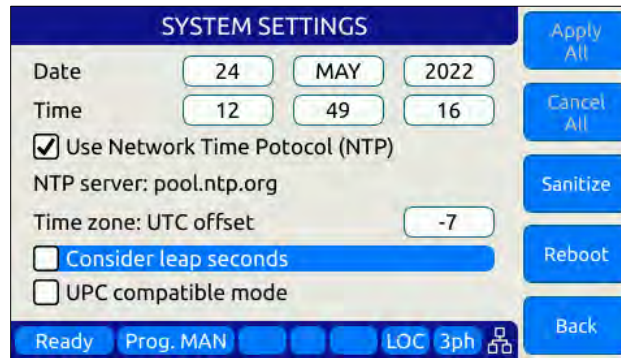 SYSTEM SETTINGS
Date 24 MAY 2022
Time 12 49 16
Use Network Time Potocol (NTP)
NTP server: pool.ntp.org
Time zone: UTC offset -7
Consider leap seconds
UPC compatible mode
Ready Prog. MAN LOC 3ph
Apply
All
Cancel
All
Sanitize
Reboot
Back